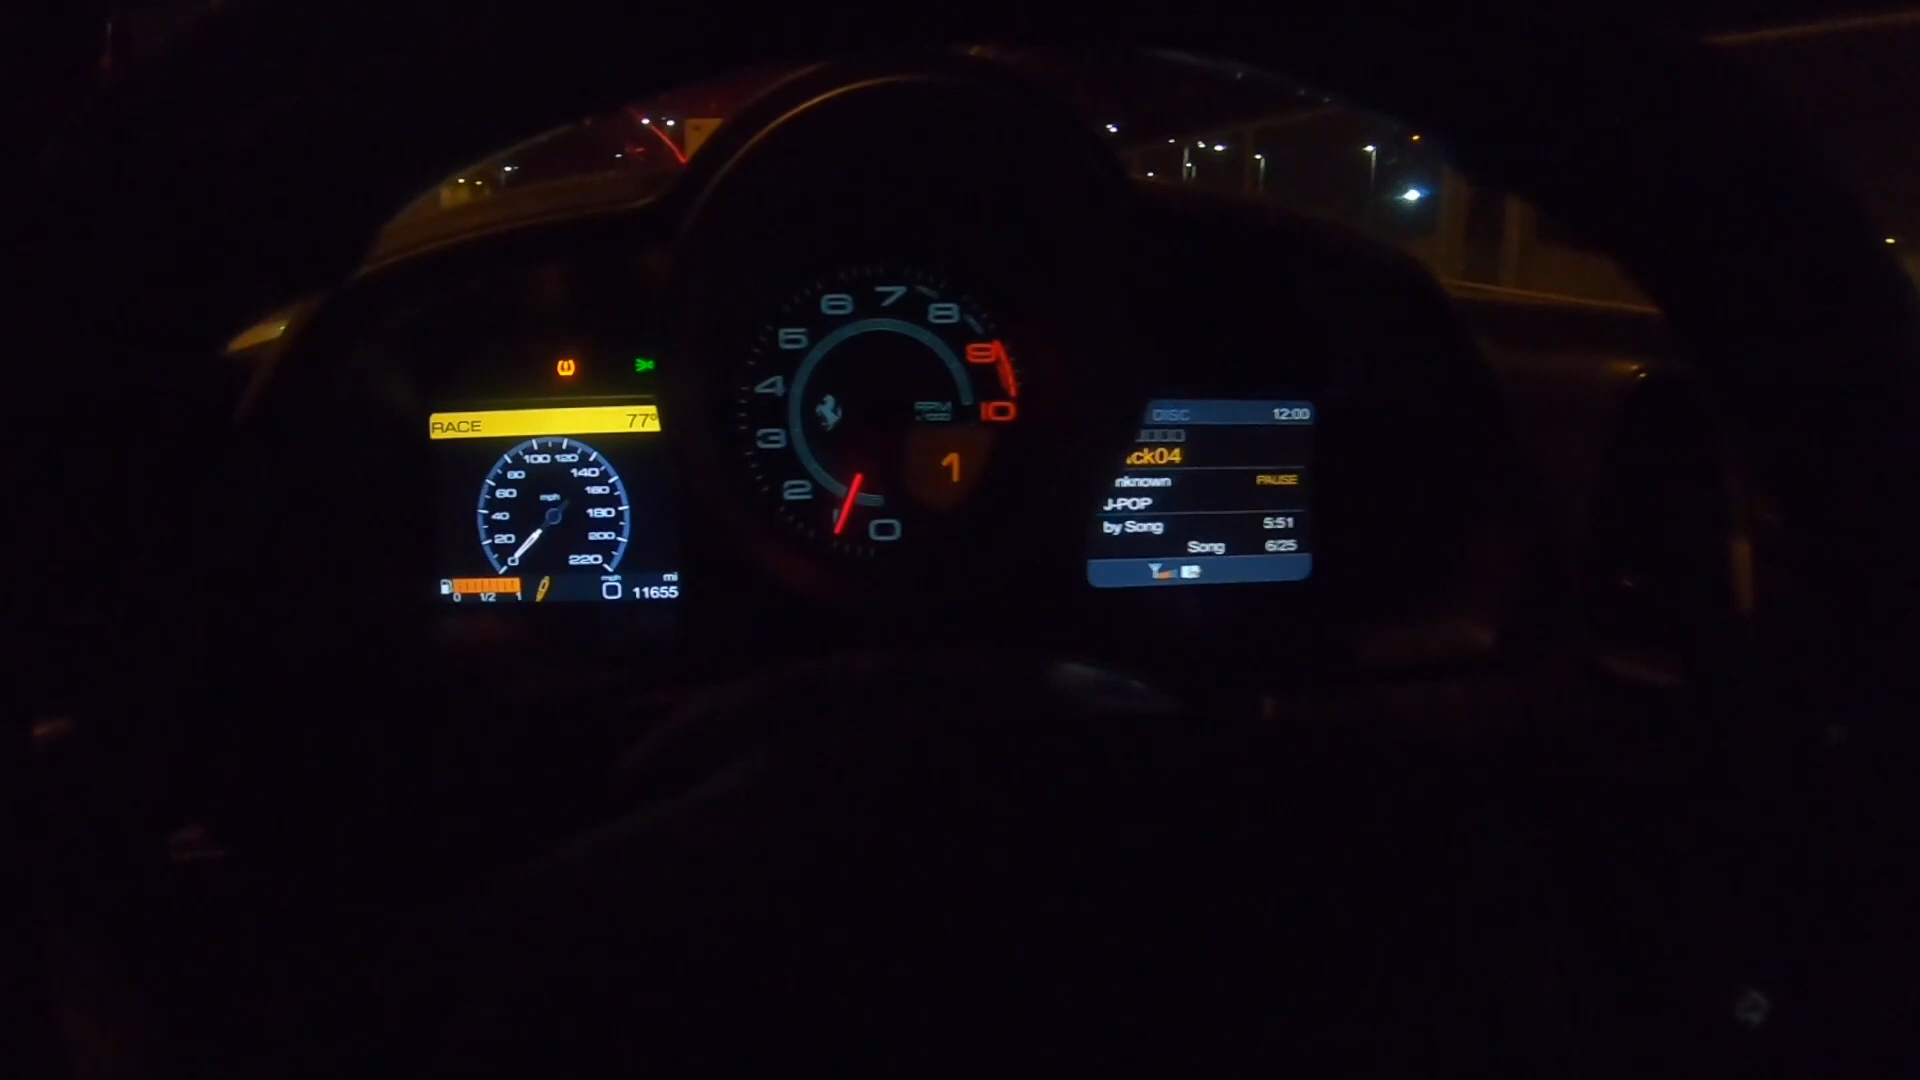 RACE 77°
100 120
80 140
60 mph 160
40 180
20 200
0 220
0 1/2 1
mph mi
0 11655
7
6 8
5 9
4 RPM 10
3
1
2
0
DISC 12:00
ck04
nknown PAUSE
J-POP
by Song 5:51
Song 6/25